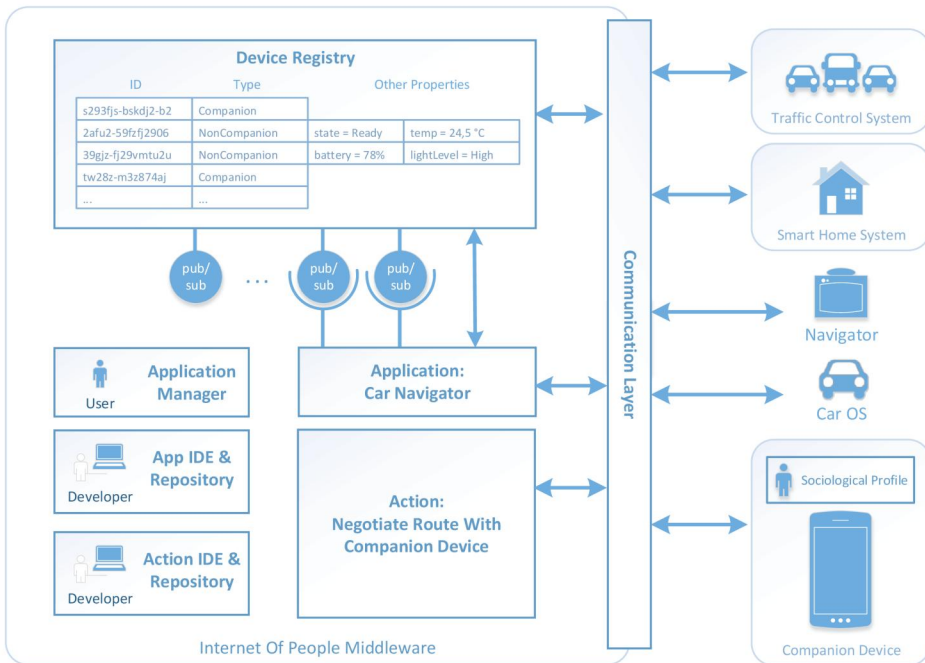 Device Registry
ID Type Other Properties
s293fjs-bskdj2-b2 Companion
2afu2-59fzfj2906 NonCompanion state = Ready temp = 24,5 °C
39gjz-fj29vmtu2u NonCompanion battery = 78% lightLevel = High
tw28z-m3z874aj Companion
... ...
pub/
sub
...
pub/
sub
pub/
sub
Application
Manager
User
App IDE &
Repository
Developer
Action IDE &
Repository
Developer
Application:
Car Navigator
Action:
Negotiate Route With
Companion Device
Internet Of People Middleware
Communication Layer
Traffic Control System
Smart Home System
Navigator
Car OS
Sociological Profile
Companion Device